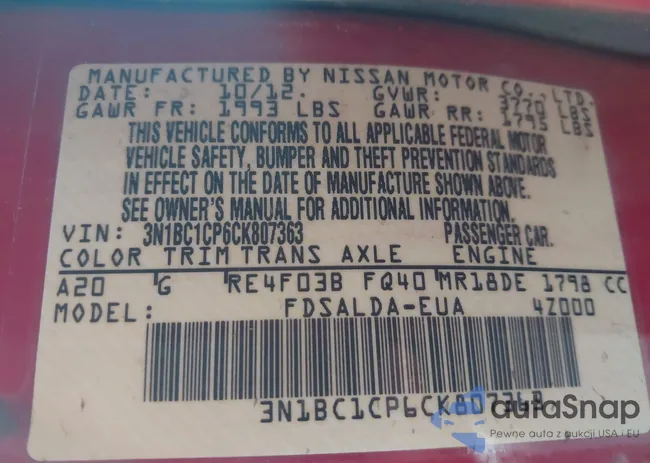 MANUFACTURED BY NISSAN MOTOR CO., LTD.
DATE: 10/12. GVWR: 3770 LBS
GAWR FR: 1993 LBS GAWR RR: 1795 LBS
THIS VEHICLE CONFORMS TO ALL APPLICABLE FEDERAL MOTOR
VEHICLE SAFETY, BUMPER AND THEFT PREVENTION STANDARDS
IN EFFECT ON THE DATE OF MANUFACTURE SHOWN ABOVE.
SEE OWNER'S MANUAL FOR ADDITIONAL INFORMATION.
VIN: 3N1BC1CP6CK807363 PASSENGER CAR.
COLOR TRIM TRANS AXLE ENGINE
A20 G RE4F03B FQ40 MR18DE 1798 CC
MODEL: FDSALDA-EUA 4Z000
3N1BC1CP6CK807363
autaSnap
Pewne auta z aukcji USA i EU